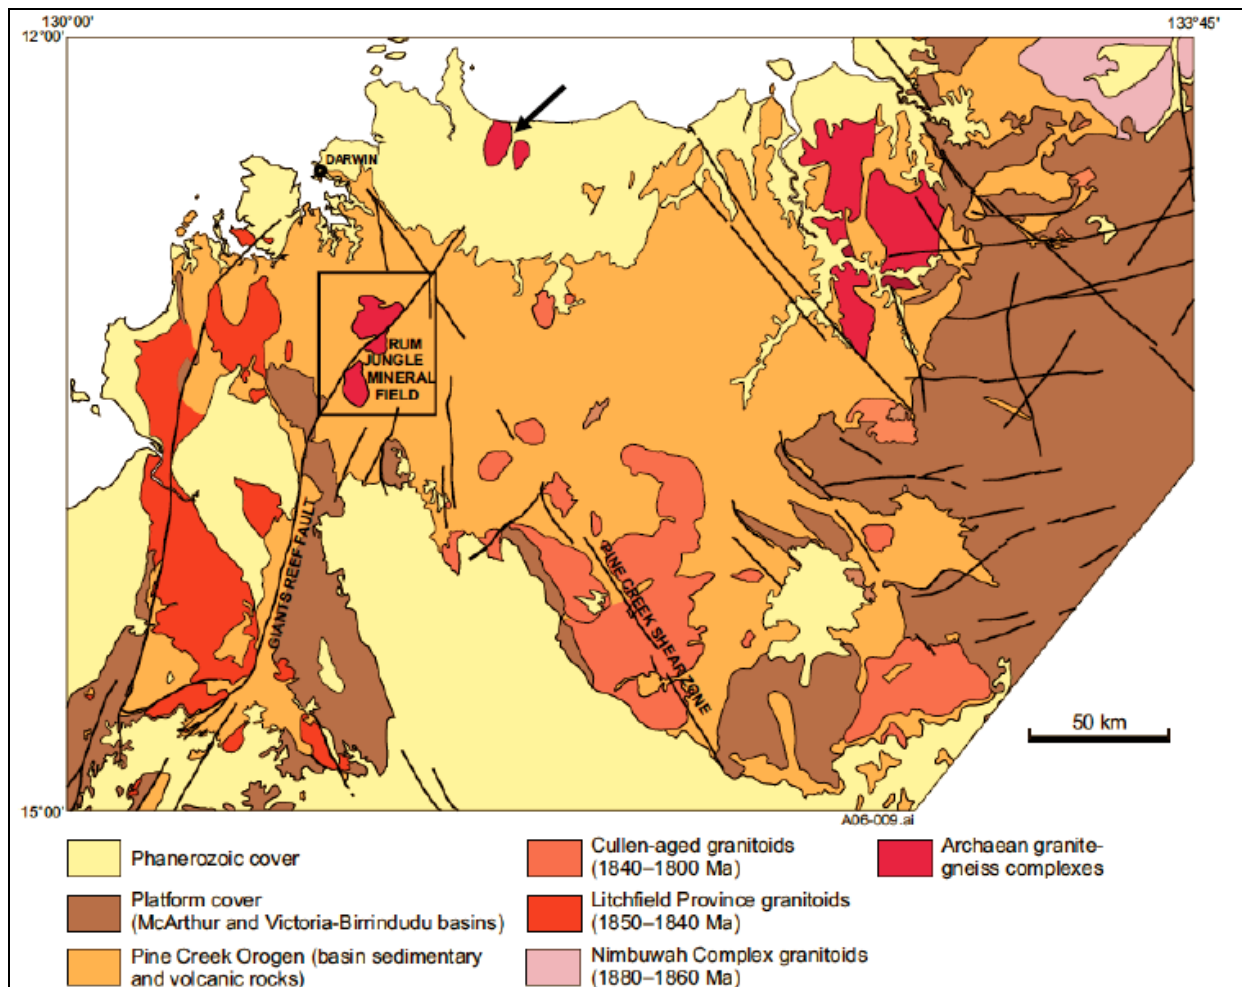 130°00'
133°45'
12°00'
DARWIN
RUM
JUNGLE
MINERAL
FIELD
GIANTS REEF FAULT
PINE CREEK SHEAR ZONE
50 km
15°00'
A06-009.ai
Phanerozoic cover
Platform cover
(McArthur and Victoria-Birrindudu basins)
Pine Creek Orogen (basin sedimentary
and volcanic rocks)
Cullen-aged granitoids
(1840–1800 Ma)
Litchfield Province granitoids
(1850–1840 Ma)
Nimbuwah Complex granitoids
(1880–1860 Ma)
Archaean granite-
gneiss complexes